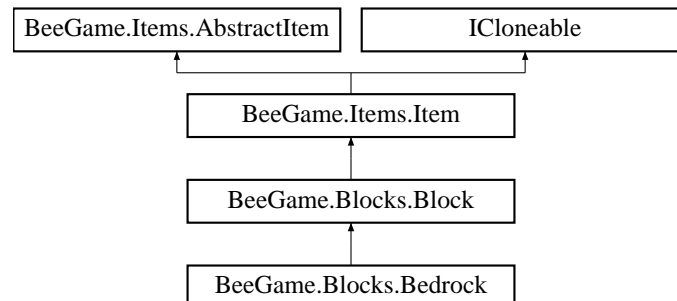 BeeGame.Items.AbstractItem
ICloneable
BeeGame.Items.Item
BeeGame.Blocks.Block
BeeGame.Blocks.Bedrock